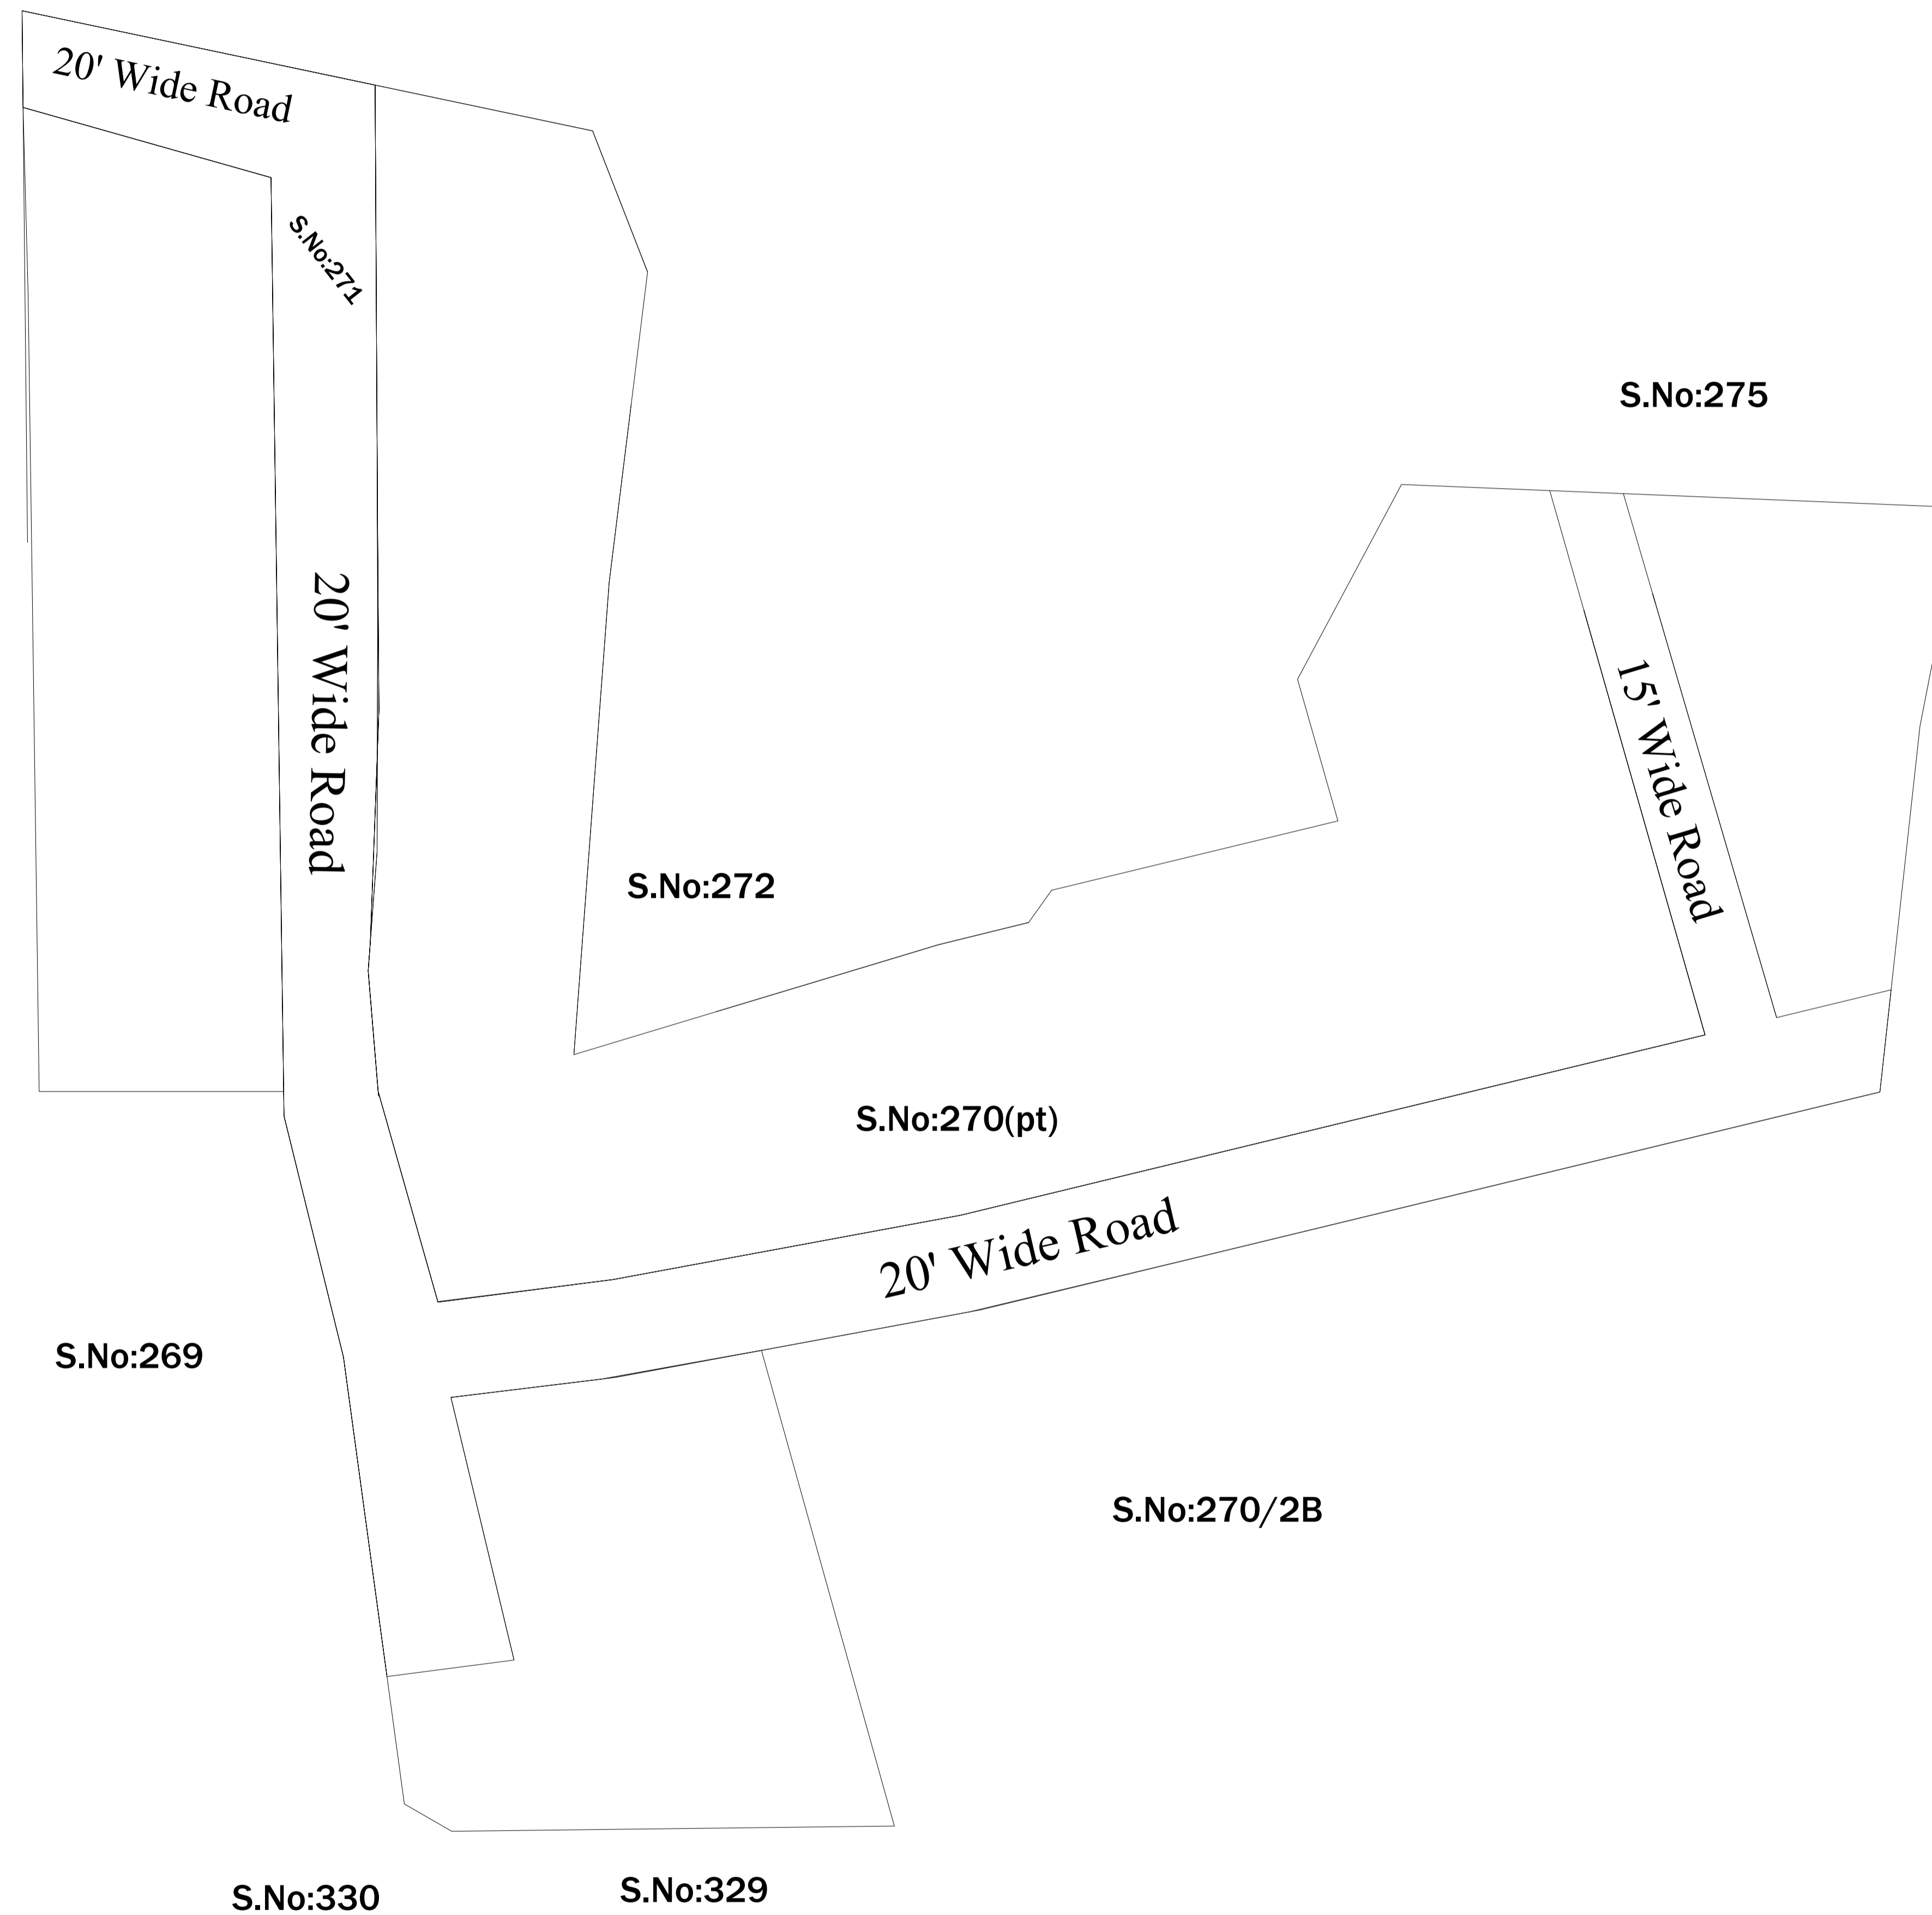 20' Wide Road
S.No:271
S.No:275
20' Wide Road
15' Wide Road
S.No:272
S.No:270(pt)
20' Wide Road
S.No:269
S.No:270/2B
S.No:330
S.No:329